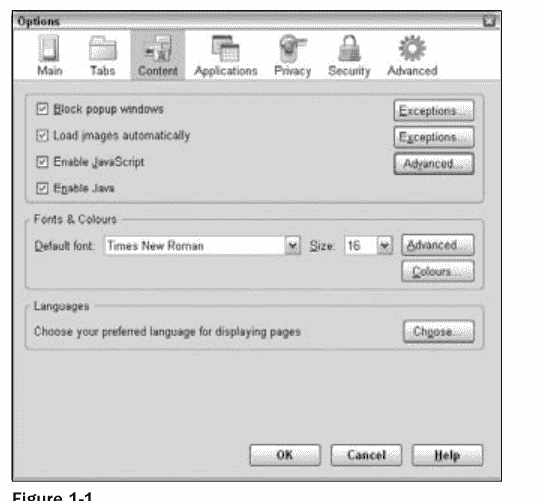 Options
Main Tabs Content Applications Privacy Security Advanced
Block popup windows Exceptions...
Load images automatically Exceptions...
Enable JavaScript Advanced...
Enable Java
Fonts & Colours
Default font: Times New Roman Size: 16 Advanced...
Colours...
Languages
Choose your preferred language for displaying pages Choose...
OK Cancel Help
Figure 1-1